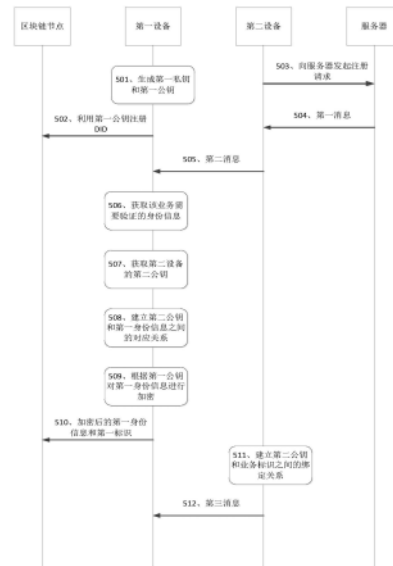 区块链节点
第一设备
第二设备
服务器
501、生成第一私钥
和第一公钥
503、向服务器发起注册
请求
502、利用第一公钥注册
DID
504、第一消息
505、第二消息
506、获取该业务需
要验证的身份信息
507、获取第二设备
的第二公钥
508、建立第二公钥
和第一身份信息之间
的对应关系
509、根据第一公钥
对第一身份信息进行
加密
510、加密后的第一身份
信息和第一标识
511、建立第二公钥
和业务标识之间的绑
定关系
512、第三消息